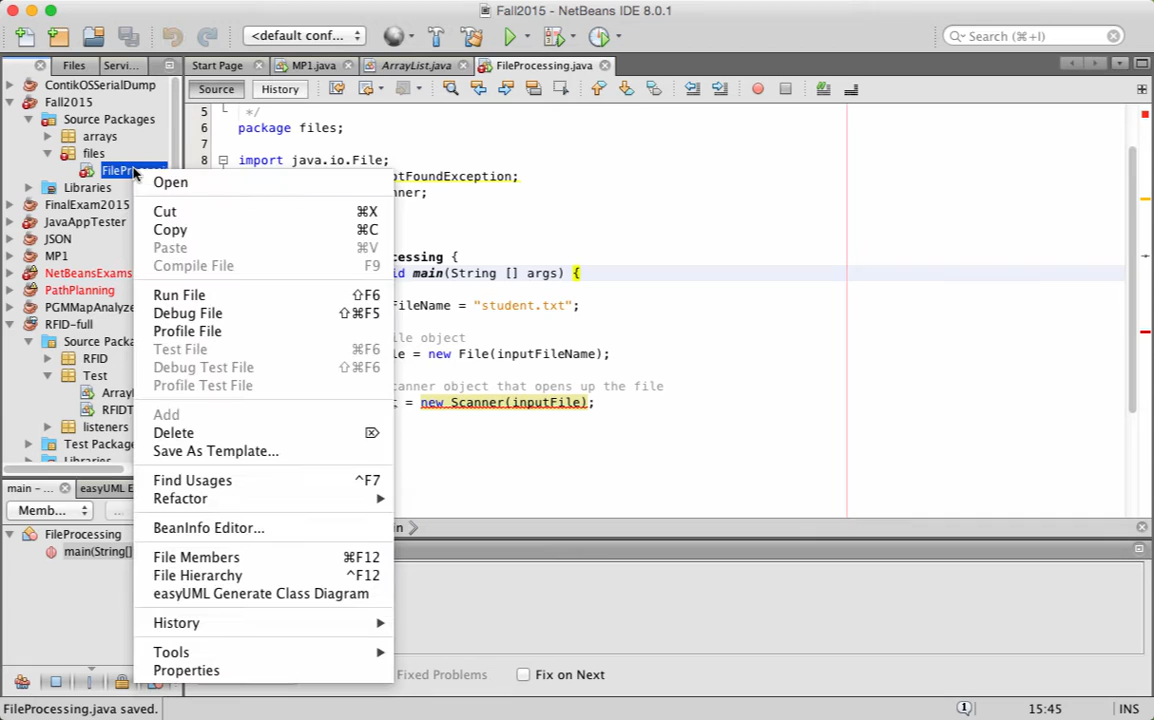 Fall2015 - NetBeans IDE 8.0.1
<default conf...
Search (⌘+I)
Files
Servi...
Start Page
MP1.java
ArrayList.java
FileProcessing.java
Source
History
ContikOSSerialDump
Fall2015
Source Packages
arrays
files
FilePr
Libraries
FinalExam2015
JavaAppTester
JSON
MP1
NetBeansExams
PathPlanning
PGMMapAnalyze
RFID-full
Source Packa
RFID
Test
Array
RFIDT
listeners
Test Package
Libraries
5 */
6 package files;
7
8 import java.io.File;
otFoundException;
nner;
cessing {
id main(String [] args) {
FileName = "student.txt";
ile object
le = new File(inputFileName);
canner object that opens up the file
t = new Scanner(inputFile);
Open
Cut ⌘X
Copy ⌘C
Paste ⌘V
Compile File F9
Run File ⇧F6
Debug File ⇧⌘F5
Profile File
Test File ⌘F6
Debug Test File ⇧⌘F6
Profile Test File
Add
Delete ⌦
Save As Template...
Find Usages ^F7
Refactor
BeanInfo Editor...
File Members ⌘F12
File Hierarchy ^F12
easyUML Generate Class Diagram
History
Tools
Properties
main - ...
easyUML E
Memb...
...
FileProcessing
main(String[]
in
Fixed Problems
Fix on Next
FileProcessing.java saved.
1
15:45
INS